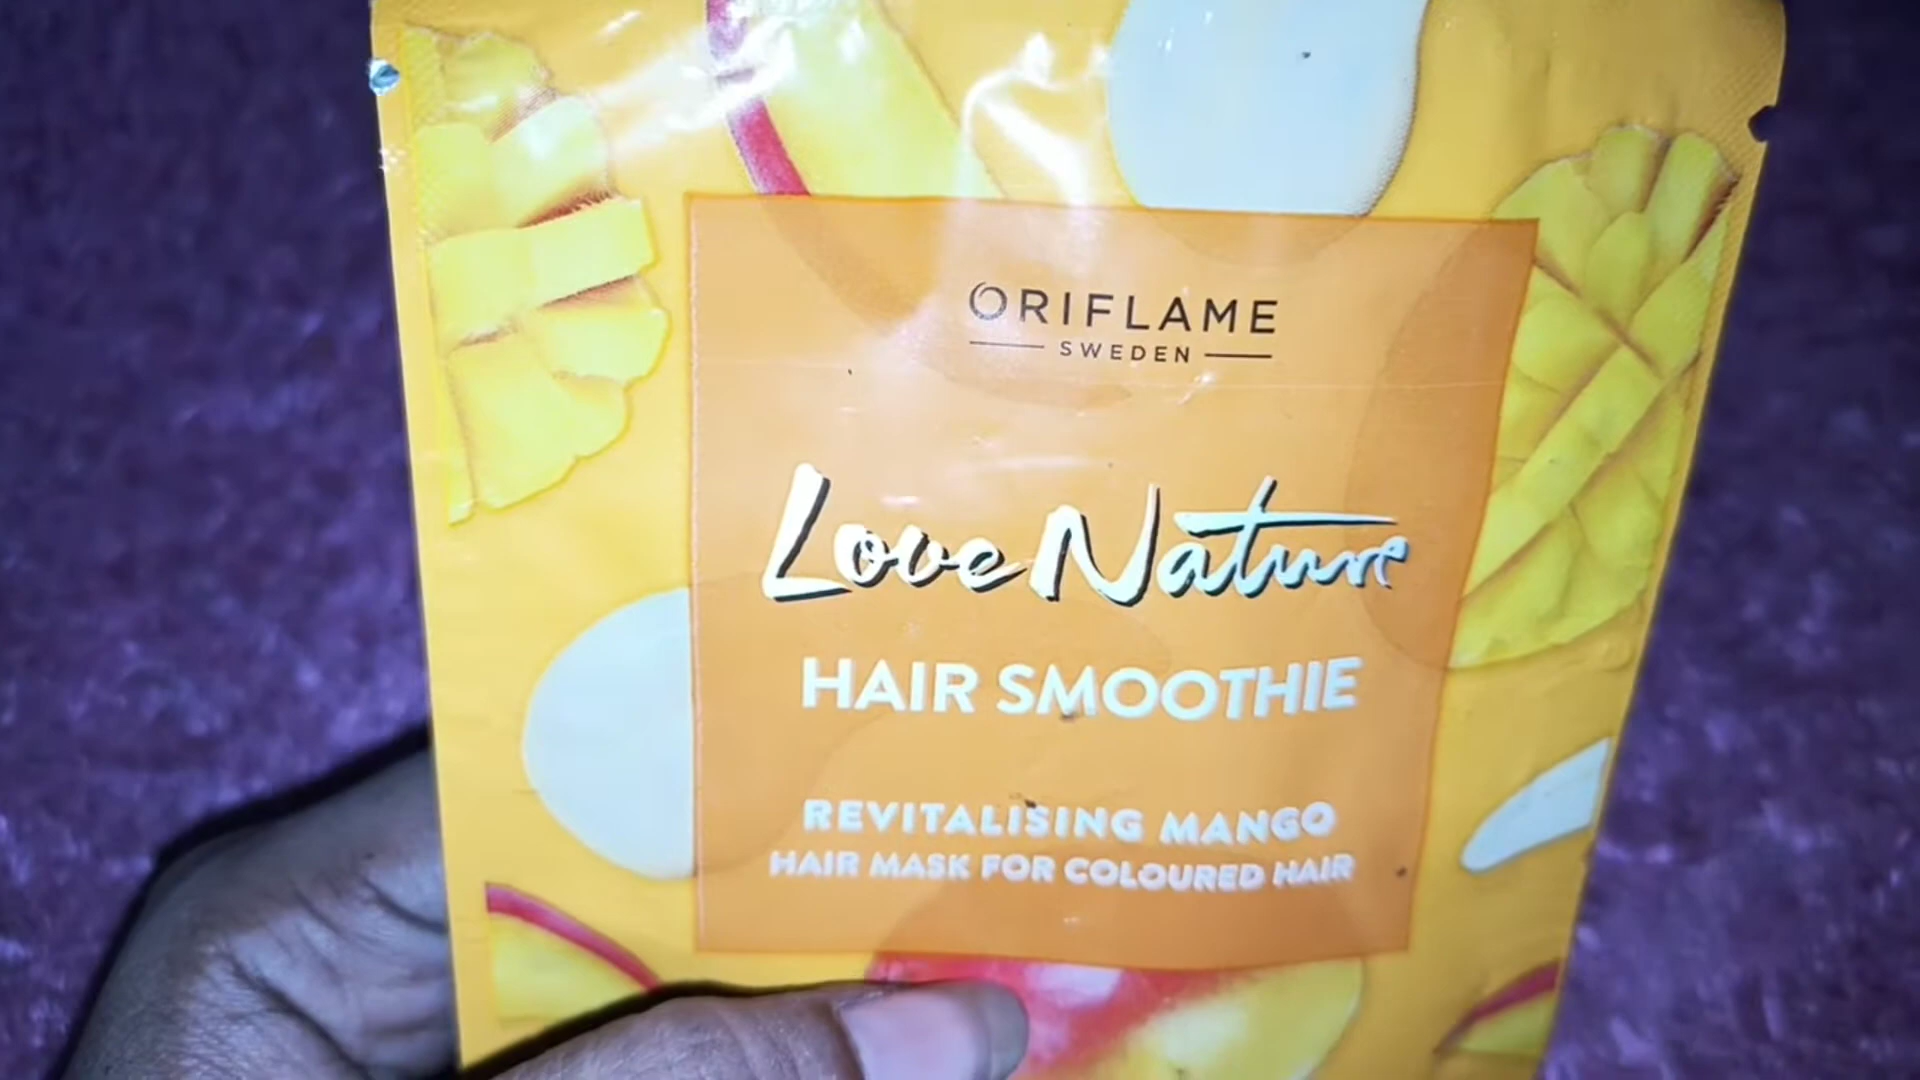 ORIFLAME
SWEDEN
Love Nature
HAIR SMOOTHIE
REVITALISING MANGO
HAIR MASK FOR COLOURED HAIR